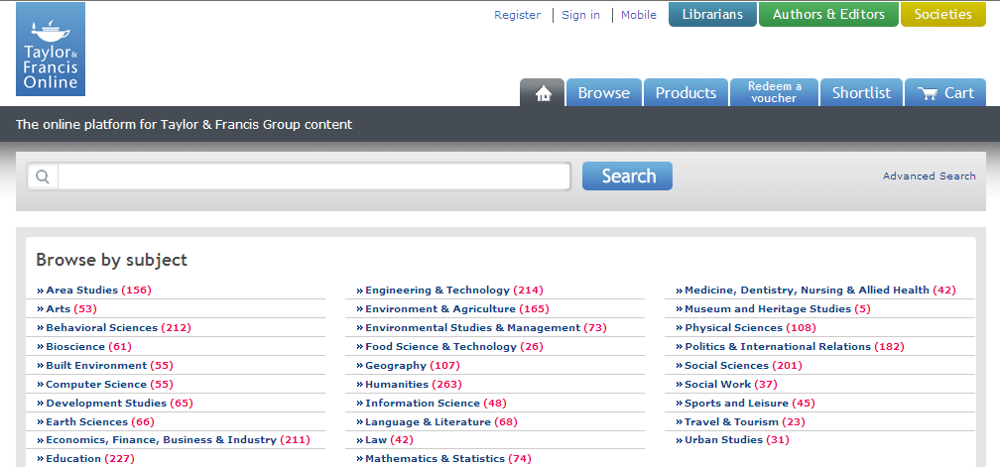 Taylor &
Francis
Online
Register
Sign in
Mobile
Librarians
Authors & Editors
Societies
Browse
Products
Redeem a
voucher
Shortlist
Cart
The online platform for Taylor & Francis Group content
Search
Advanced Search
Browse by subject
» Area Studies (156)
» Arts (53)
» Behavioral Sciences (212)
» Bioscience (61)
» Built Environment (55)
» Computer Science (55)
» Development Studies (65)
» Earth Sciences (66)
» Economics, Finance, Business & Industry (211)
» Education (227)
» Engineering & Technology (214)
» Environment & Agriculture (165)
» Environmental Studies & Management (73)
» Food Science & Technology (26)
» Geography (107)
» Humanities (263)
» Information Science (48)
» Language & Literature (68)
» Law (42)
» Mathematics & Statistics (74)
» Medicine, Dentistry, Nursing & Allied Health (42)
» Museum and Heritage Studies (5)
» Physical Sciences (108)
» Politics & International Relations (182)
» Social Sciences (201)
» Social Work (37)
» Sports and Leisure (45)
» Travel & Tourism (23)
» Urban Studies (31)